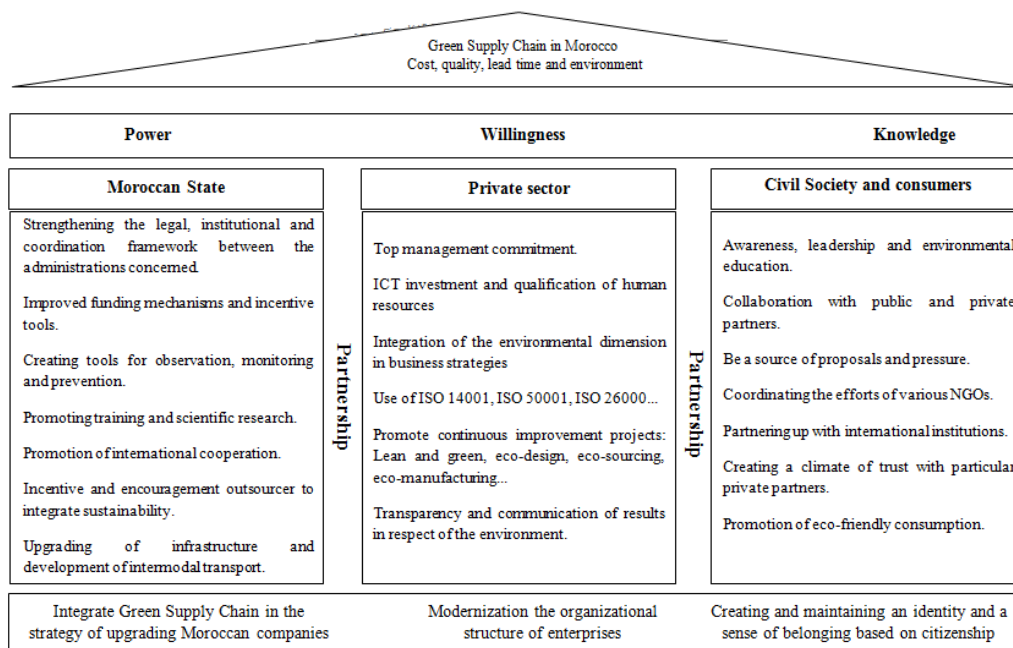 Green Supply Chain in Morocco
Cost, quality, lead time and environment
Power
Willingness
Knowledge
Moroccan State
Strengthening the legal, institutional and
coordination framework between the
administrations concerned.
Improved funding mechanisms and incentive
tools.
Creating tools for observation, monitoring
and prevention.
Promoting training and scientific research.
Promotion of international cooperation.
Incentive and encouragement outsourcer to
integrate sustainability.
Upgrading of infrastructure and
development of intermodal transport.
Partnership
Private sector
Top management commitment.
ICT investment and qualification of human
resources
Integration of the environmental dimension
in business strategies
Use of ISO 14001, ISO 50001, ISO 26000...
Promote continuous improvement projects:
Lean and green, eco-design, eco-sourcing,
eco-manufacturing...
Transparency and communication of results
in respect of the environment.
Partnership
Civil Society and consumers
Awareness, leadership and environmental
education.
Collaboration with public and private
partners.
Be a source of proposals and pressure.
Coordinating the efforts of various NGOs.
Partnering up with international institutions.
Creating a climate of trust with particular
private partners.
Promotion of eco-friendly consumption.
Integrate Green Supply Chain in the
strategy of upgrading Moroccan companies
Modernization the organizational
structure of enterprises
Creating and maintaining an identity and a
sense of belonging based on citizenship